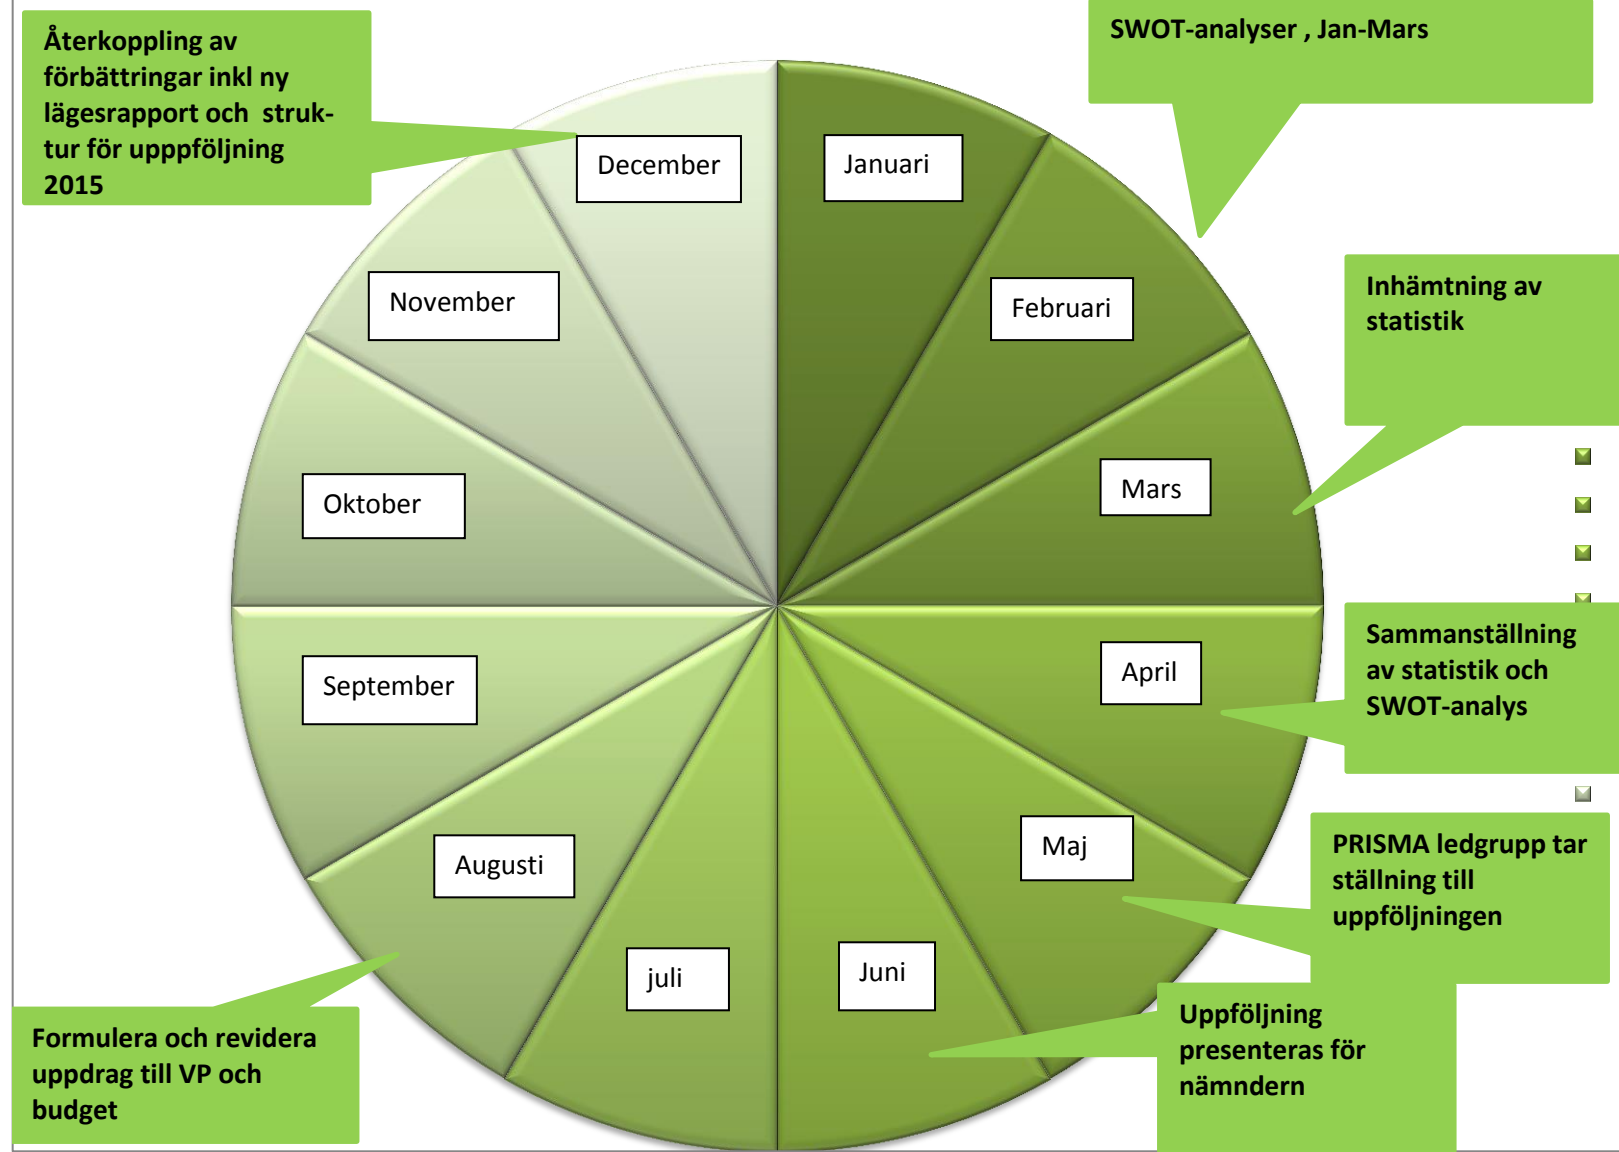 Återkoppling av
förbättringar inkl ny
lägesrapport och struk-
tur för upppföljning
2015
SWOT-analyser , Jan-Mars
December
Januari
November
Februari
Inhämtning av
statistik
Oktober
Mars
September
April
Sammanställning
av statistik och
SWOT-analys
Augusti
Maj
PRISMA ledgrupp tar
ställning till
uppföljningen
juli
Juni
Formulera och revidera
uppdrag till VP och
budget
Uppföljning
presenteras för
nämndern